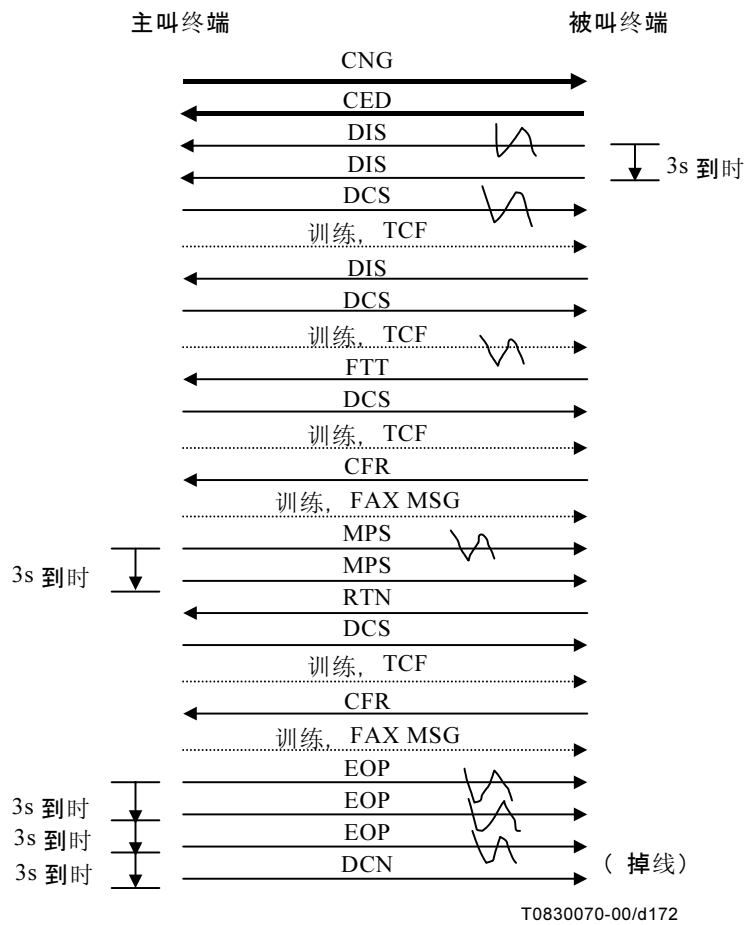 主叫终端 被叫终端
CNG
CED
DIS
DIS 3s 到时
DCS
训练, TCF
DIS
DCS
训练, TCF
FTT
DCS
训练, TCF
CFR
训练, FAX MSG
MPS
3s 到时 MPS
RTN
DCS
训练, TCF
CFR
训练, FAX MSG
EOP
3s 到时 EOP
3s 到时 EOP
3s 到时 DCN （掉线）
T0830070-00/d172